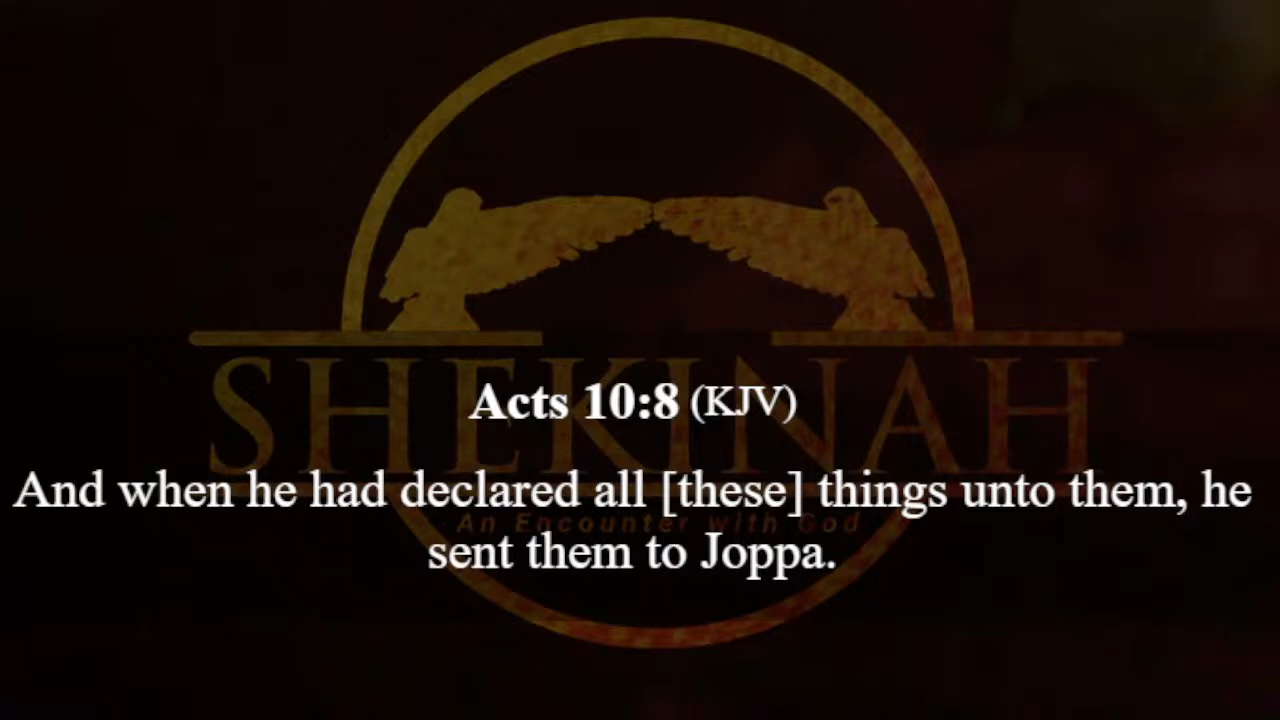 SHEKINAH
Acts 10:8 (KJV)
And when he had declared all [these] things unto them, he
An Encounter with God
sent them to Joppa.